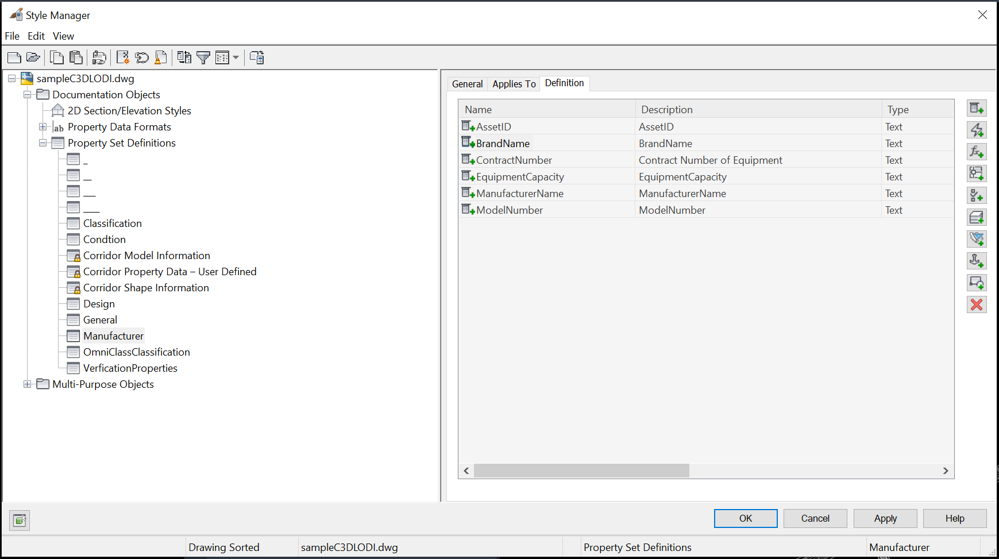 Style Manager
File Edit View
sampleC3DLODI.dwg
Documentation Objects
2D Section/Elevation Styles
ab Property Data Formats
Property Set Definitions
_
__
___
____
Classification
Condtion
Corridor Model Information
Corridor Property Data – User Defined
Corridor Shape Information
Design
General
Manufacturer
OmniClassClassification
VerficationProperties
Multi-Purpose Objects
General Applies To Definition
Name Description Type
AssetID AssetID Text
BrandName BrandName Text
ContractNumber Contract Number of Equipment Text
EquipmentCapacity EquipmentCapacity Text
ManufacturerName ManufacturerName Text
ModelNumber ModelNumber Text
OK Cancel Apply Help
Drawing Sorted sampleC3DLODI.dwg Property Set Definitions Manufacturer